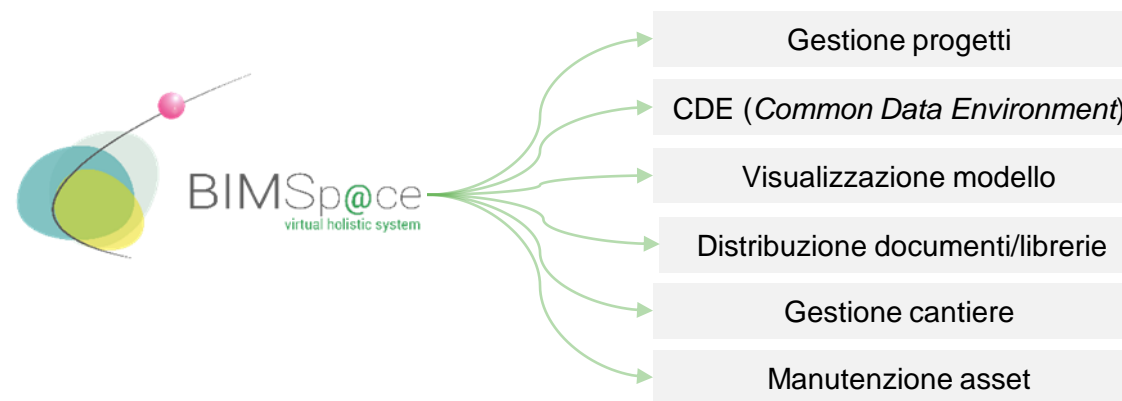 Gestione progetti
CDE (Common Data Environment)
BIMSp@ce
virtual holistic system
Visualizzazione modello
Distribuzione documenti/librerie
Gestione cantiere
Manutenzione asset